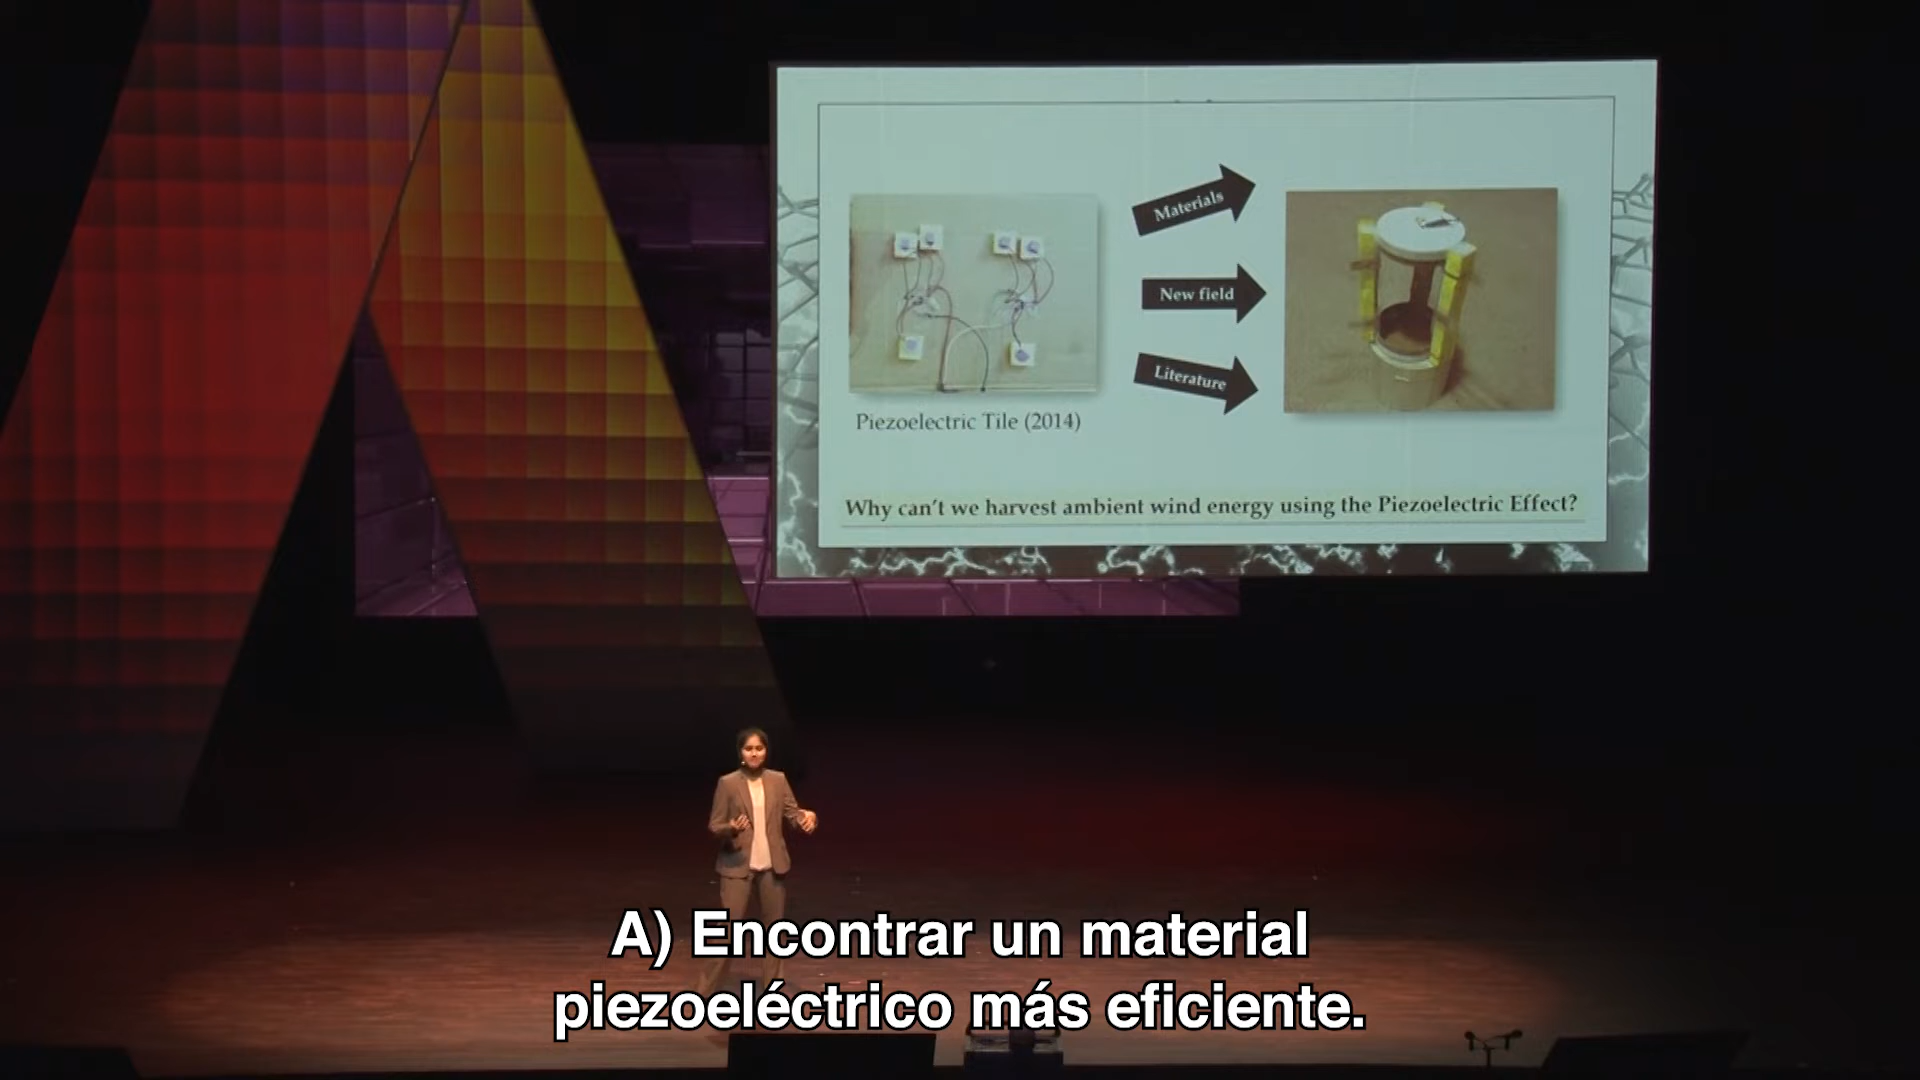 Materials
New field
Literature
Piezoelectric Tile (2014)
Why can't we harvest ambient wind energy using the Piezoelectric Effect?
A) Encontrar un material
piezoeléctrico más eficiente.